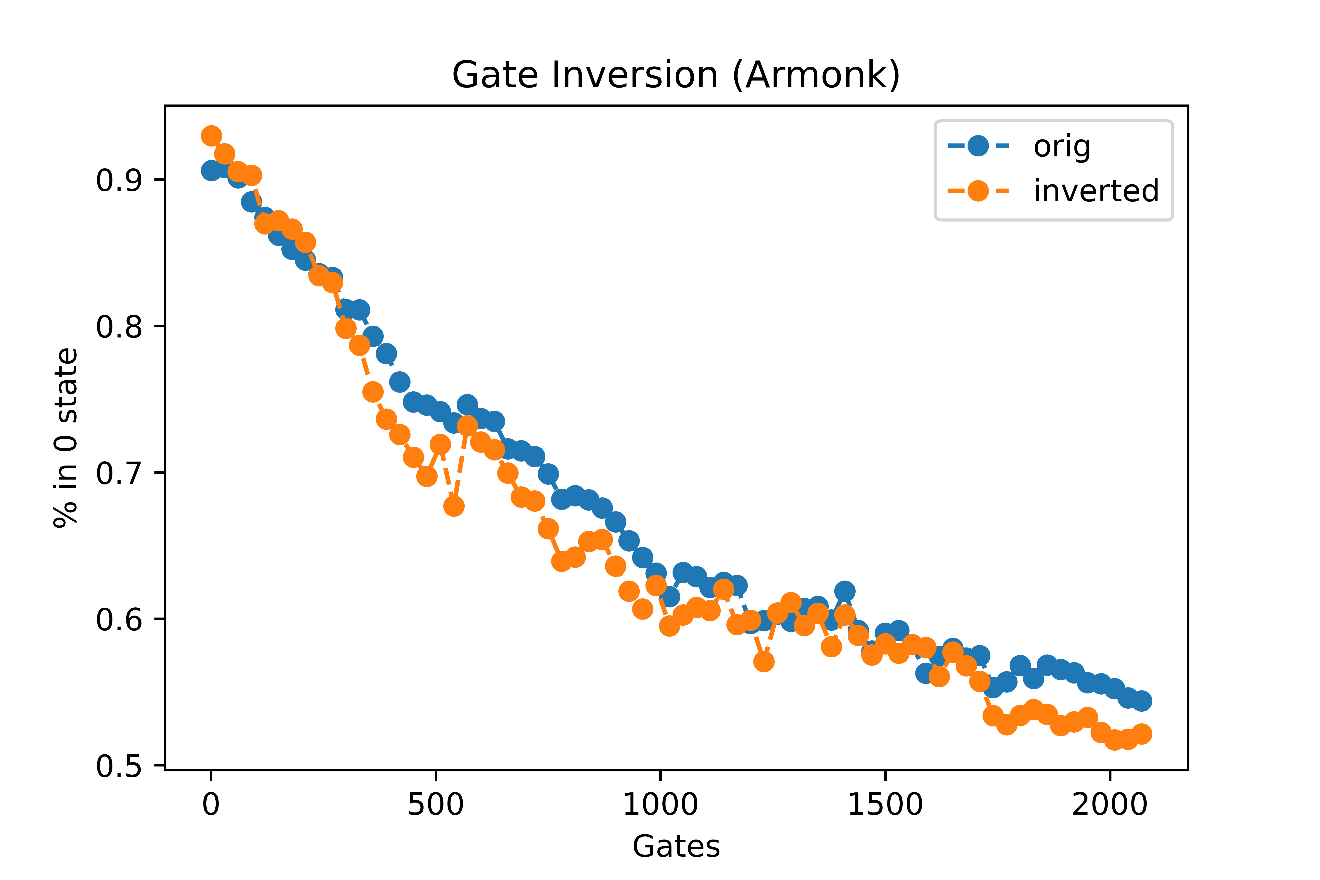 Gate Inversion (Armonk)
orig
inverted
% in 0 state
0.9
0.8
0.7
0.6
0.5
0 500 1000 1500 2000
Gates